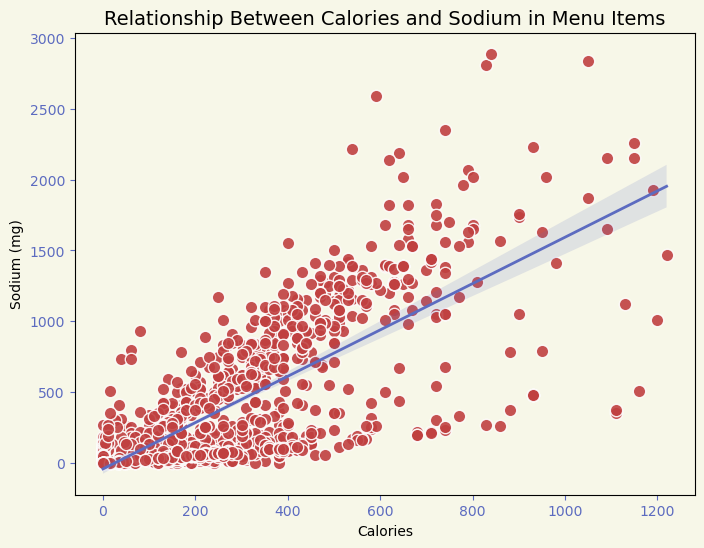 Relationship Between Calories and Sodium in Menu Items
3000
2500
2000
1500
1000
500
0
Sodium (mg)
0 200 400 600 800 1000 1200
Calories